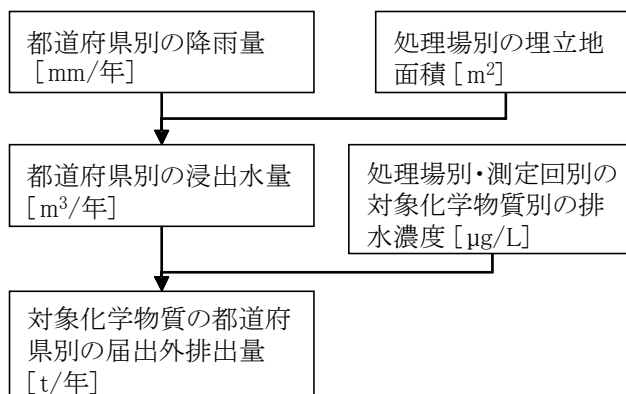 都道府県別の降雨量
[mm/年]
処理場別の埋立地
面積[m²]
都道府県別の浸出水量
[m³/年]
処理場別・測定回別の
対象化学物質別の排
水濃度[µg/L]
対象化学物質の都道府
県別の届出外排出量
[t/年]